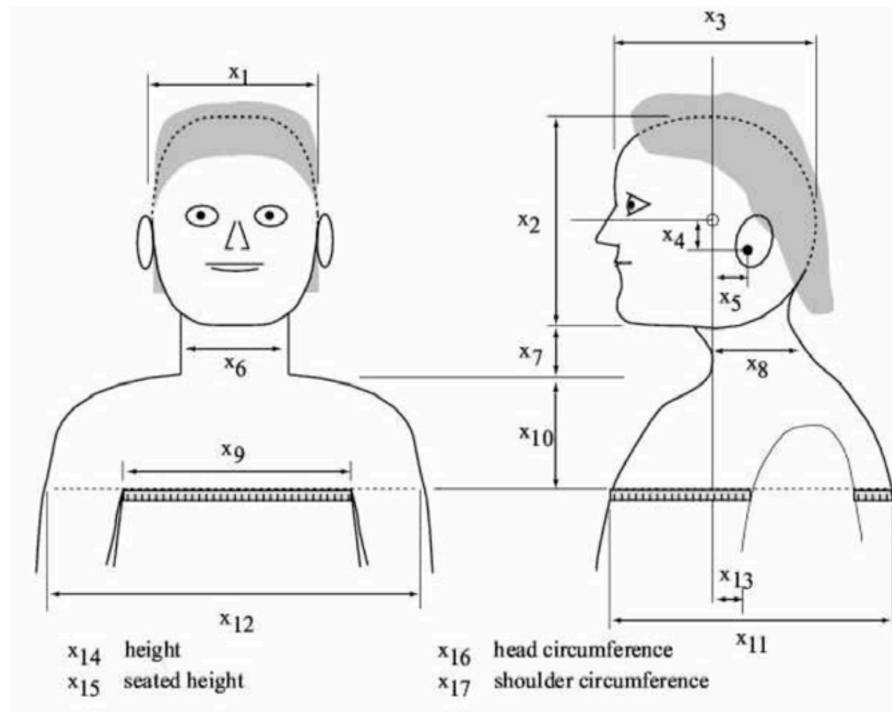 x1
x3
x2
x4
x5
x6
x7
x8
x9
x10
x13
x12
x11
x14 height
x16 head circumference
x15 seated height
x17 shoulder circumference